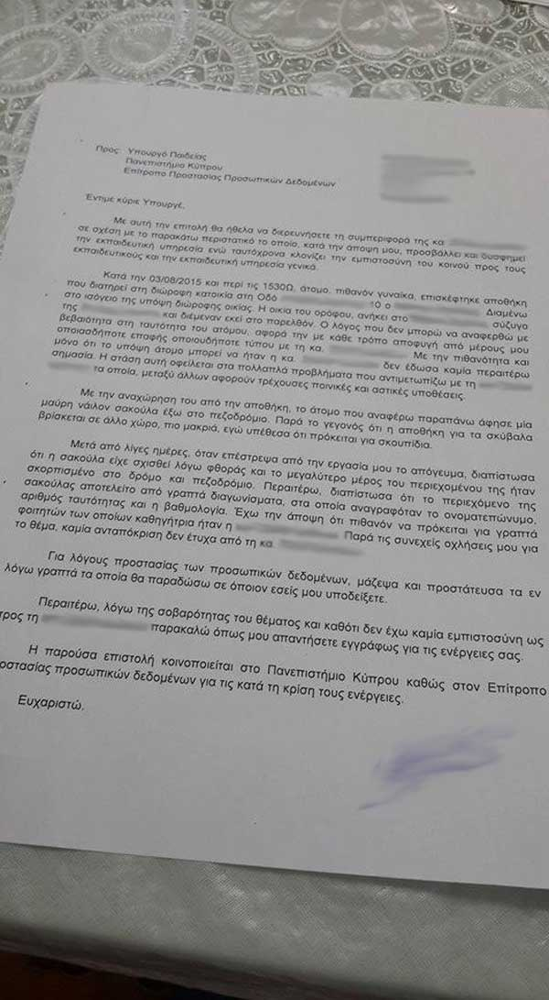 Προς: Υπουργό Παιδείας
Πανεπιστήμιο Κύπρου
Επίτροπο Προστασίας Προσωπικών Δεδομένων
Έντιμε κύριε Υπουργέ,
Με αυτή την επιτολή θα ήθελα να διερευνήσετε τη συμπεριφορά της κα
σε σχέση με το παρακάτω περιστατικό το οποίο, κατά την άποψη μου, προσβάλλει και δυσφημεί
την εκπαιδευτική υπηρεσία ενώ ταυτόχρονα κλονίζει την εμπιστοσύνη του κοινού προς τους
εκπαιδευτικούς και την εκπαιδευτική υπηρεσία γενικά.
Κατά την 03/08/2015 και περί τις 1530Ω, άτομο, πιθανόν γυναίκα, επισκέφτηκε αποθήκη
που διατηρεί στη διώροφη κατοικία στη Οδό 10 ο Διαμένω
στο ισόγειο της υπόψη διώροφης οικίας. Η οικία του ορόφου, ανήκει στο σύζυγο
της και διέμεναν εκεί στο παρελθόν. Ο λόγος που δεν μπορώ να αναφερθώ με
βεβαιότητα στη ταυτότητα του ατόμου, αφορά την με κάθε τρόπο αποφυγή από μέρους μου
οποιασδήποτε επαφής οποιουδήποτε τύπου με τη κα. Με την πιθανότητα και
μόνο ότι το υπόψη άτομο μπορεί να ήταν η κα. δεν έδωσα καμία περαιτέρω
σημασία. Η στάση αυτή οφείλεται στα πολλαπλά προβλήματα που αντιμετωπίζω με τη
τα οποία, μεταξύ άλλων αφορούν τρέχουσες ποινικές και αστικές υποθέσεις.
Με την αναχώρηση του από την αποθήκη, το άτομο που αναφέρω παραπάνω άφησε μία
μαύρη νάιλον σακούλα έξω στο πεζοδρόμιο. Παρά το γεγονός ότι η αποθήκη για τα σκύβαλα
βρίσκεται σε άλλο χώρο, πιο μακριά, εγώ υπέθεσα ότι πρόκειται για σκουπίδια.
Μετά από λίγες ημέρες, όταν επέστρεψα από την εργασία μου το απόγευμα, διαπίστωσα
ότι η σακούλα είχε σχισθεί λόγω φθοράς και το μεγαλύτερο μέρος του περιεχομένου της ήταν
σκορπισμένο στο δρόμο και πεζοδρόμιο. Περαιτέρω, διαπίστωσα ότι το περιεχόμενο της
σακούλας αποτελείτο από γραπτά διαγωνίσματα, στα οποία αναγραφόταν το ονοματεπώνυμο,
αριθμός ταυτότητας και η βαθμολογία. Έχω την άποψη ότι πιθανόν να πρόκειται για γραπτά
φοιτητών των οποίων καθηγήτρια ήταν η Παρά τις συνεχείς οχλήσεις μου για
το θέμα, καμία ανταπόκριση δεν έτυχα από τη κα.
Για λόγους προστασίας των προσωπικών δεδομένων, μάζεψα και προστάτευσα τα εν
λόγω γραπτά τα οποία θα παραδώσω σε όποιον εσείς μου υποδείξετε.
Περαιτέρω, λόγω της σοβαρότητας του θέματος και καθότι δεν έχω καμία εμπιστοσύνη ως
προς τη παρακαλώ όπως μου απαντήσετε εγγράφως για τις ενέργειες σας.
Η παρούσα επιστολή κοινοποιείται στο Πανεπιστήμιο Κύπρου καθώς στον Επίτροπο
προστασίας προσωπικών δεδομένων για τις κατά τη κρίση τους ενέργειες.
Ευχαριστώ.